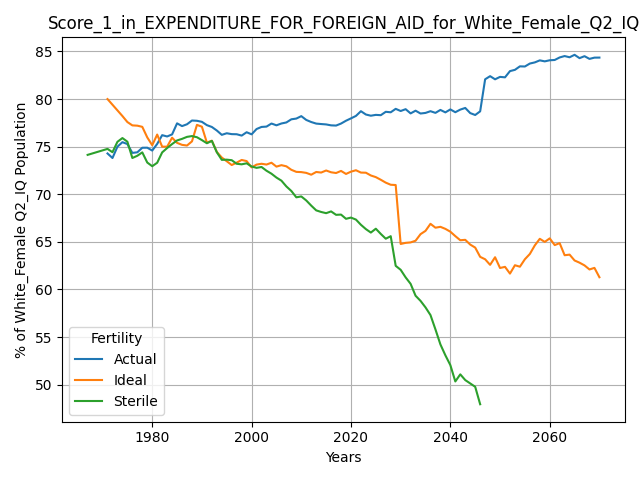 Score_1_in_EXPENDITURE_FOR_FOREIGN_AID_for_White_Female_Q2_IQ
% of White_Female Q2_IQ Population
85
80
75
70
65
60
55
50
Fertility
Actual
Ideal
Sterile
1980
2000
2020
2040
2060
Years